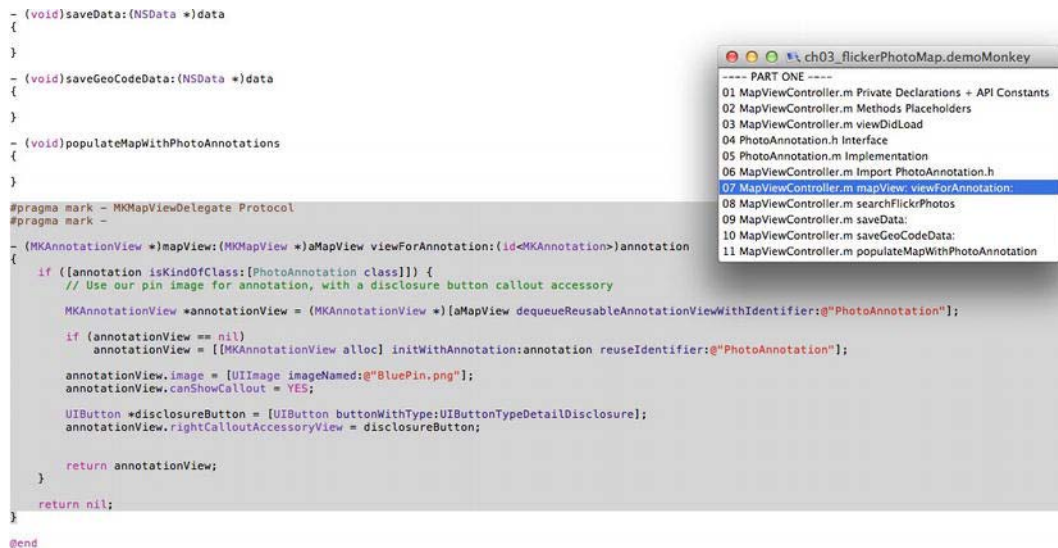 - (void)saveData:(NSData *)data
{
}
- (void)saveGeoCodeData:(NSData *)data
{
}
- (void)populateMapWithPhotoAnnotations
{
}
#pragma mark - MKMapViewDelegate Protocol
#pragma mark -
- (MKAnnotationView *)mapView:(MKMapView *)aMapView viewForAnnotation:(id<MKAnnotation>)annotation
{
if ([annotation isKindOfClass:[PhotoAnnotation class]]) {
// Use our pin image for annotation, with a disclosure button callout accessory
MKAnnotationView *annotationView = (MKAnnotationView *)[aMapView dequeueReusableAnnotationViewWithIdentifier:@"PhotoAnnotation"];
if (annotationView == nil)
annotationView = [[MKAnnotationView alloc] initWithAnnotation:annotation reuseIdentifier:@"PhotoAnnotation"];
annotationView.image = [UIImage imageNamed:@"BluePin.png"];
annotationView.canShowCallout = YES;
UIButton *disclosureButton = [UIButton buttonWithType:UIButtonTypeDetailDisclosure];
annotationView.rightCalloutAccessoryView = disclosureButton;
return annotationView;
}
return nil;
}
@end
ch03_flickerPhotoMap.demoMonkey
---- PART ONE ----
01 MapViewController.m Private Declarations + API Constants
02 MapViewController.m Methods Placeholders
03 MapViewController.m viewDidLoad
04 PhotoAnnotation.h Interface
05 PhotoAnnotation.m Implementation
06 MapViewController.m Import PhotoAnnotation.h
07 MapViewController.m mapView: viewForAnnotation:
08 MapViewController.m searchFlickrPhotos
09 MapViewController.m saveData:
10 MapViewController.m saveGeoCodeData:
11 MapViewController.m populateMapWithPhotoAnnotation